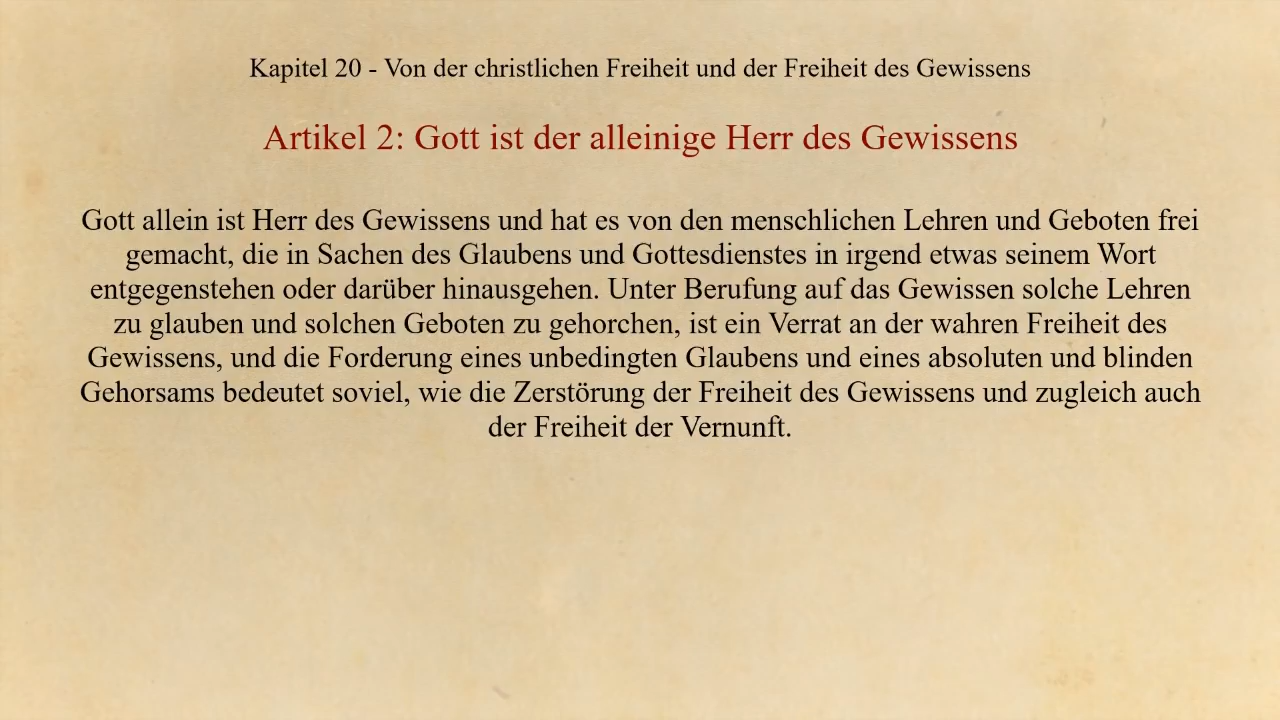 Kapitel 20 - Von der christlichen Freiheit und der Freiheit des Gewissens
Artikel 2: Gott ist der alleinige Herr des Gewissens
Gott allein ist Herr des Gewissens und hat es von den menschlichen Lehren und Geboten frei
gemacht, die in Sachen des Glaubens und Gottesdienstes in irgend etwas seinem Wort
entgegenstehen oder darüber hinausgehen. Unter Berufung auf das Gewissen solche Lehren
zu glauben und solchen Geboten zu gehorchen, ist ein Verrat an der wahren Freiheit des
Gewissens, und die Forderung eines unbedingten Glaubens und eines absoluten und blinden
Gehorsams bedeutet soviel, wie die Zerstörung der Freiheit des Gewissens und zugleich auch
der Freiheit der Vernunft.